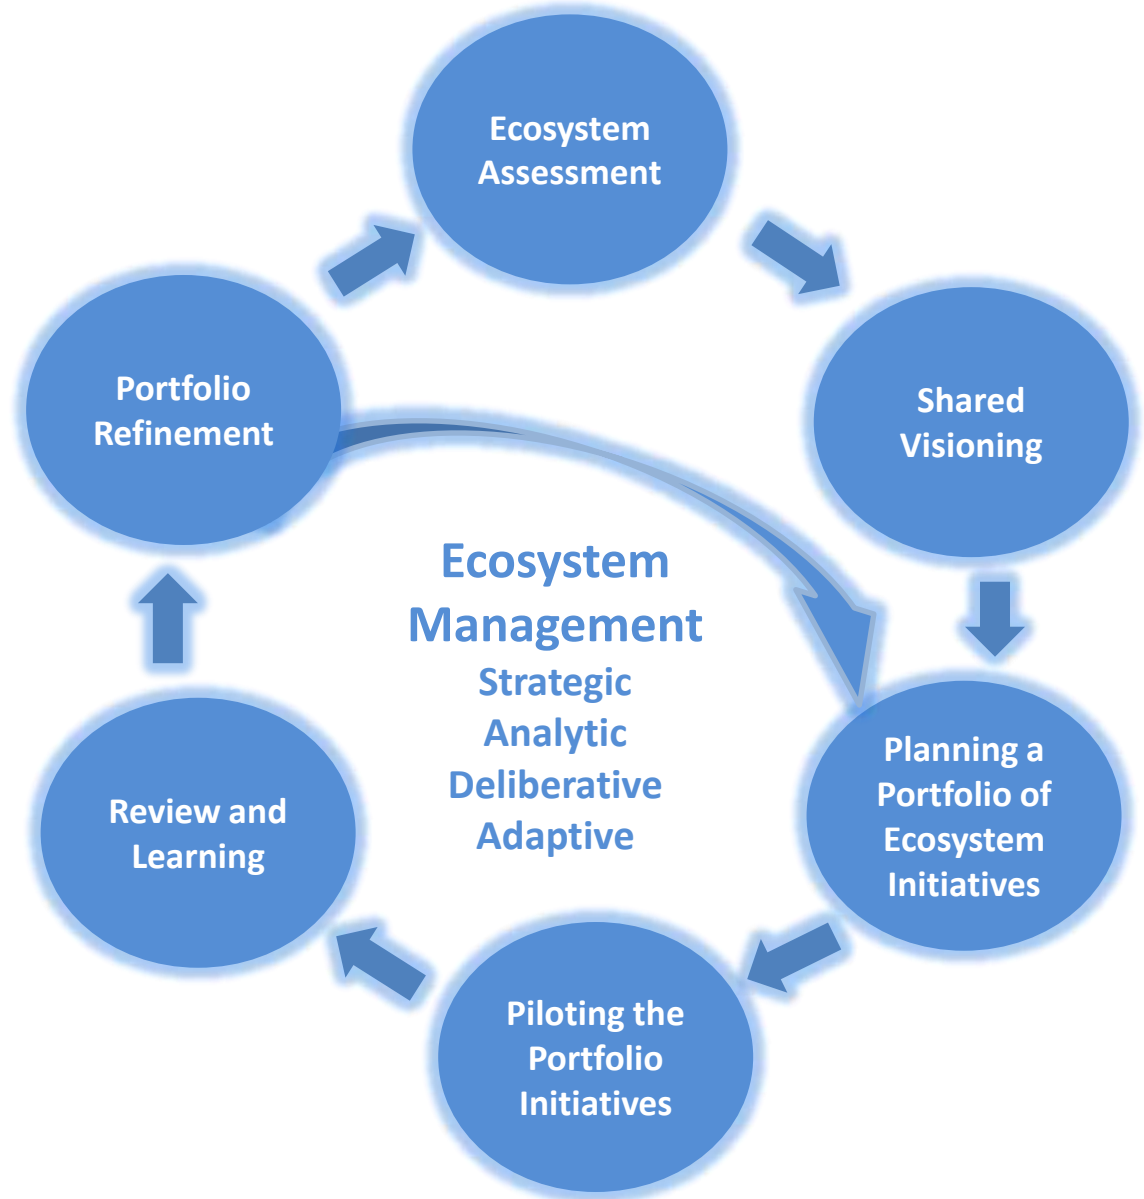 Ecosystem
Assessment
Shared
Visioning
Planning a
Portfolio of
Ecosystem
Initiatives
Piloting the
Portfolio
Initiatives
Review and
Learning
Portfolio
Refinement
Ecosystem
Management
Strategic
Analytic
Deliberative
Adaptive